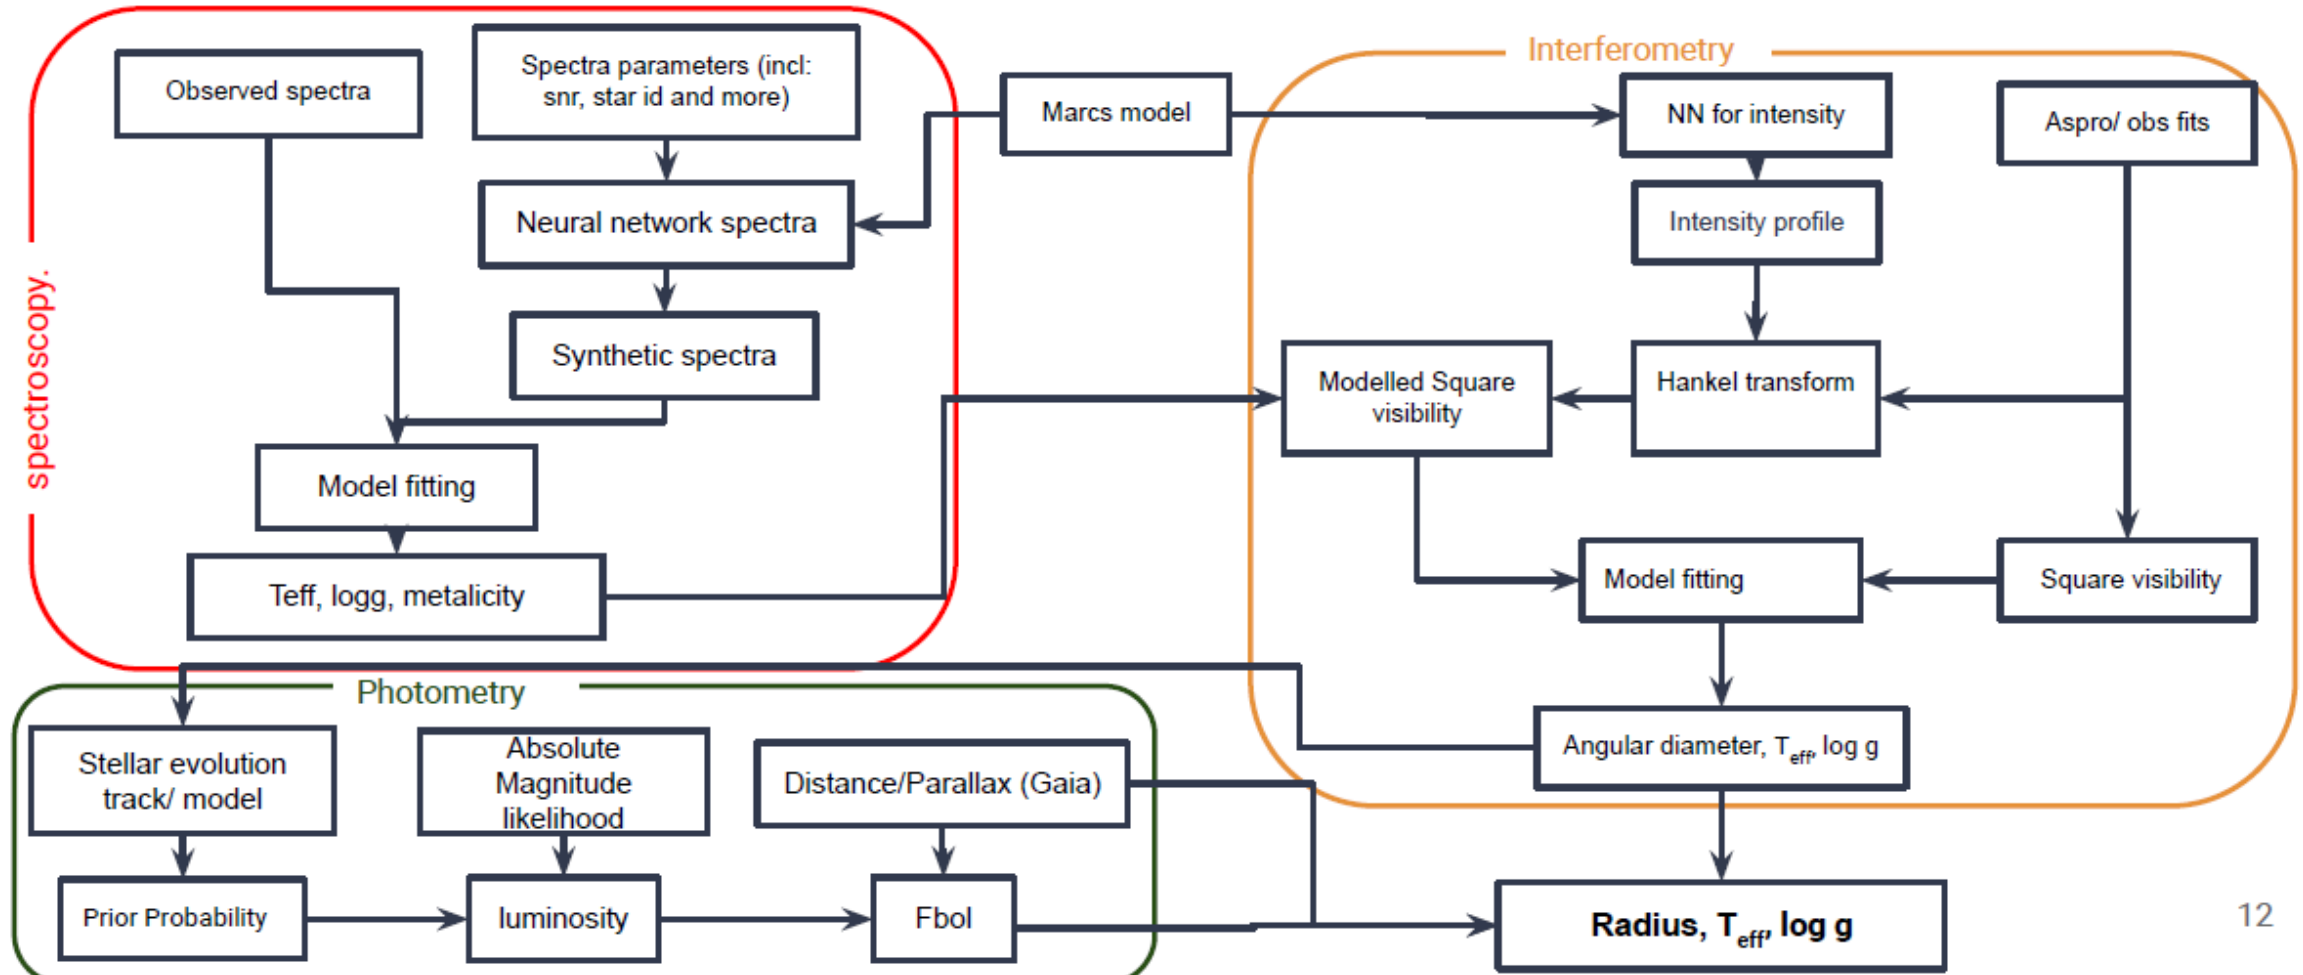 spectroscopy.
Observed spectra
Spectra parameters (incl:
snr, star id and more)
Neural network spectra
Synthetic spectra
Model fitting
Teff, logg, metalicity
Marcs model
Interferometry
NN for intensity
Aspro/ obs fits
Intensity profile
Modelled Square
visibility
Hankel transform
Model fitting
Square visibility
Angular diameter, Teff, log g
Photometry
Stellar evolution
track/ model
Absolute
Magnitude
likelihood
Distance/Parallax (Gaia)
Prior Probability
luminosity
Fbol
Radius, Teff, log g
12